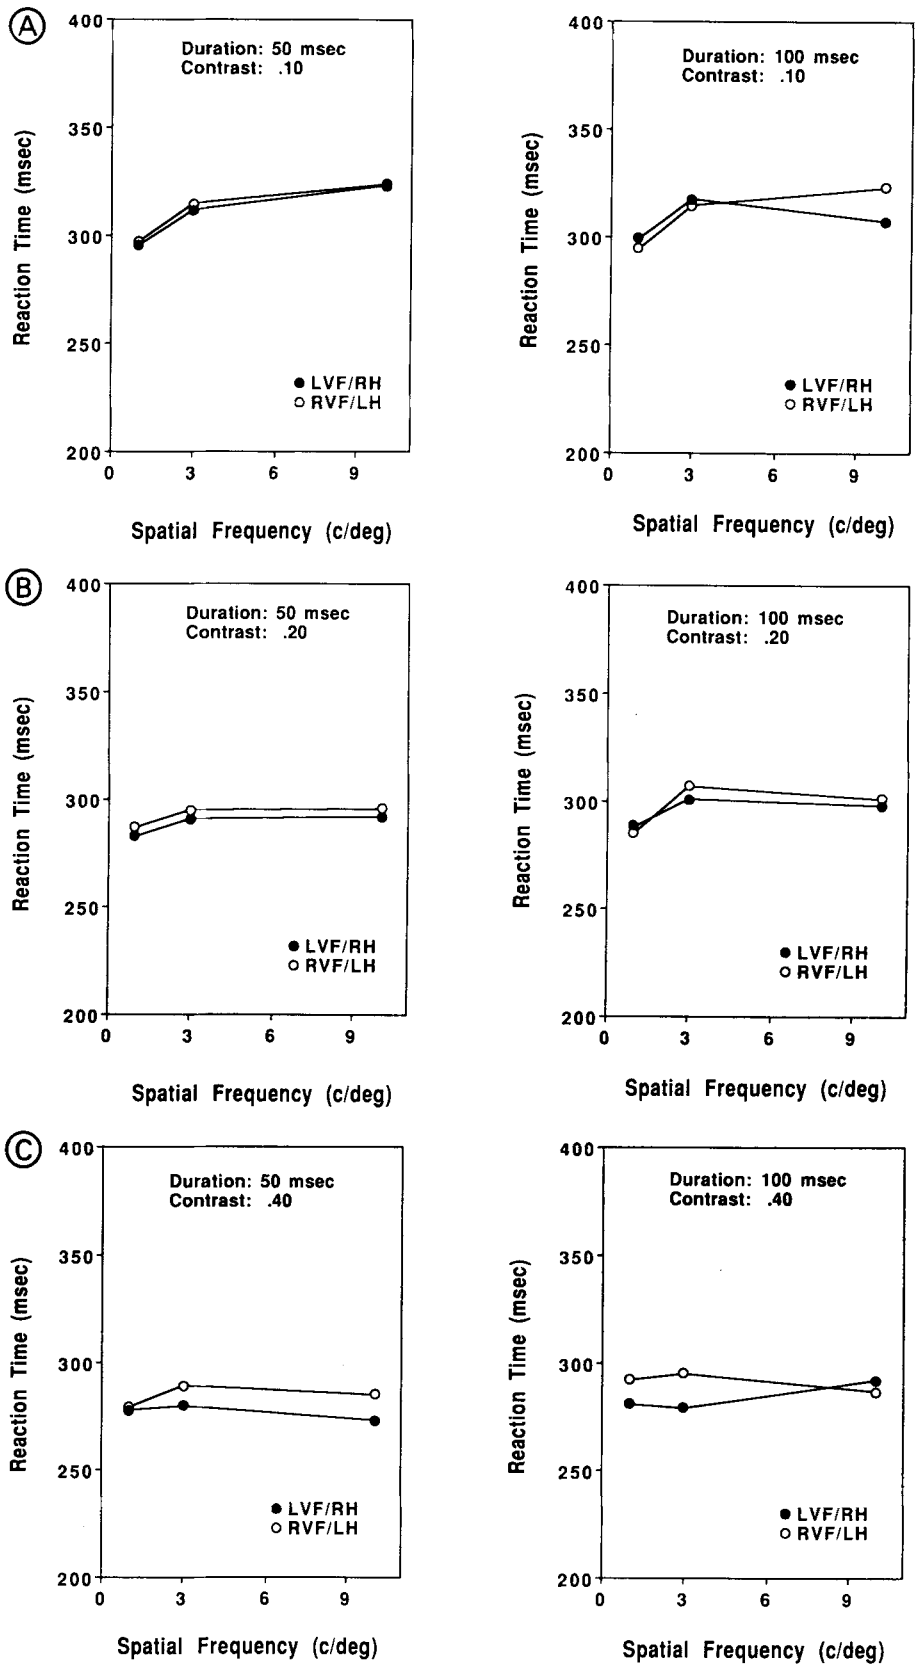 A
400
350
300
250
200
Reaction Time (msec)
Duration: 50 msec
Contrast: .10
LVF/RH
RVF/LH
0 3 6 9
Spatial Frequency (c/deg)
400
350
300
250
200
Reaction Time (msec)
Duration: 100 msec
Contrast: .10
LVF/RH
RVF/LH
0 3 6 9
Spatial Frequency (c/deg)
B
400
350
300
250
200
Reaction Time (msec)
Duration: 50 msec
Contrast: .20
LVF/RH
RVF/LH
0 3 6 9
Spatial Frequency (c/deg)
400
350
300
250
200
Reaction Time (msec)
Duration: 100 msec
Contrast: .20
LVF/RH
RVF/LH
0 3 6 9
Spatial Frequency (c/deg)
C
400
350
300
250
200
Reaction Time (msec)
Duration: 50 msec
Contrast: .40
LVF/RH
RVF/LH
0 3 6 9
Spatial Frequency (c/deg)
400
350
300
250
200
Reaction Time (msec)
Duration: 100 msec
Contrast: .40
LVF/RH
RVF/LH
0 3 6 9
Spatial Frequency (c/deg)